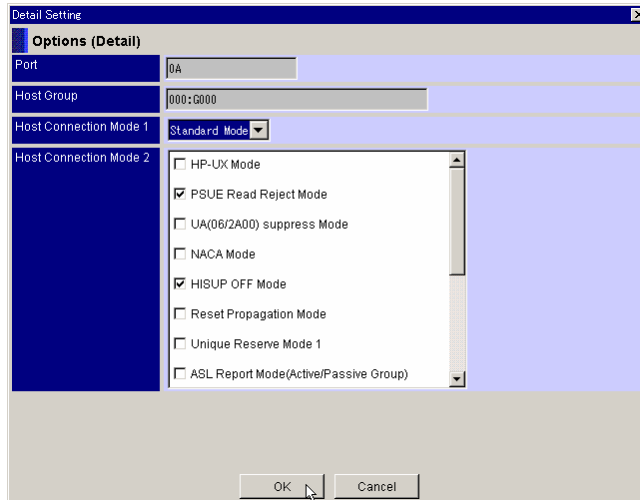 Detail Setting
Options (Detail)
Port
0A
Host Group
000:G000
Host Connection Mode 1
Standard Mode
Host Connection Mode 2
HP-UX Mode
PSUE Read Reject Mode
UA(06/2A00) suppress Mode
NACA Mode
HISUP OFF Mode
Reset Propagation Mode
Unique Reserve Mode 1
ASL Report Mode(Active/Passive Group)
OK
Cancel